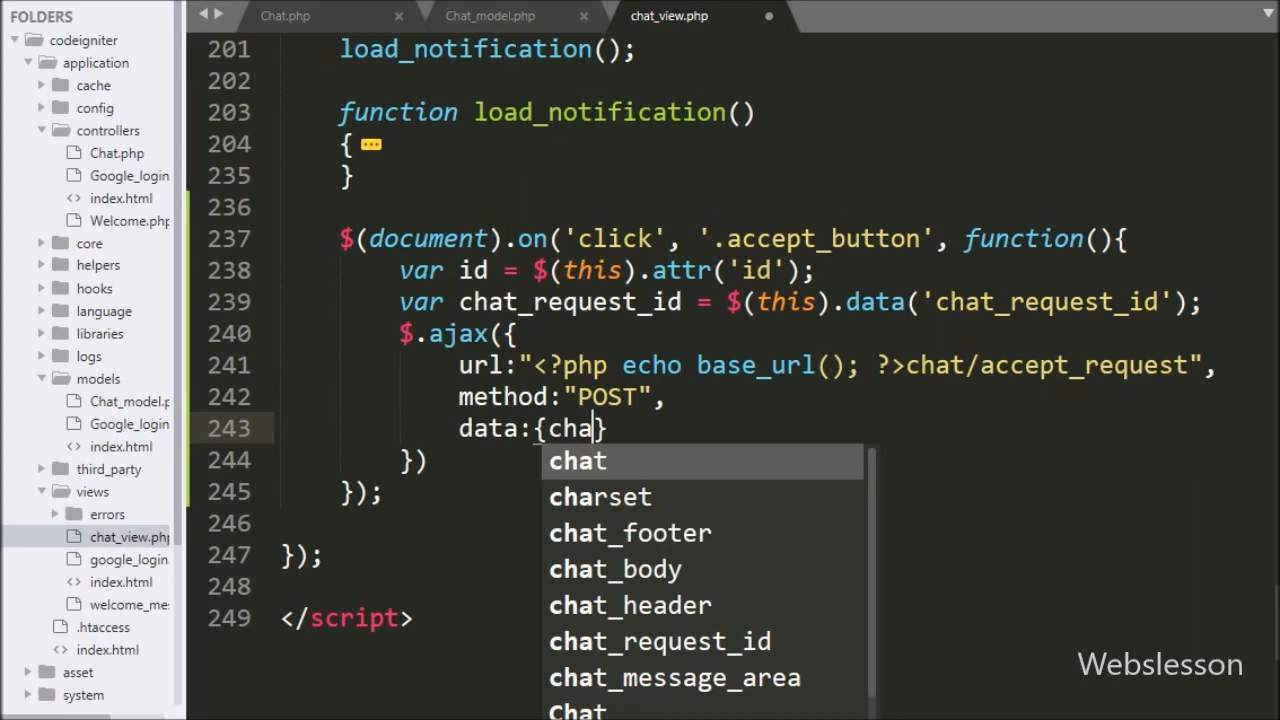 FOLDERS
codeigniter
application
cache
config
controllers
Chat.php
Google_login
index.html
Welcome.php
core
helpers
hooks
language
libraries
logs
models
Chat_model.p
Google_login
index.html
third_party
views
errors
chat_view.php
google_login
index.html
welcome_me
.htaccess
index.html
asset
system
Chat.php × Chat_model.php × chat_view.php
201 load_notification();
202
203 function load_notification()
204 {
235 }
236
237 $(document).on('click', '.accept_button', function(){
238 var id = $(this).attr('id');
239 var chat_request_id = $(this).data('chat_request_id');
240 $.ajax({
241 url:"<?php echo base_url(); ?>chat/accept_request",
242 method:"POST",
243 data:{cha}
244 })
245 });
246
247 });
248
249 </script>
chat
charset
chat_footer
chat_body
chat_header
chat_request_id
chat_message_area
Chat
Webslesson